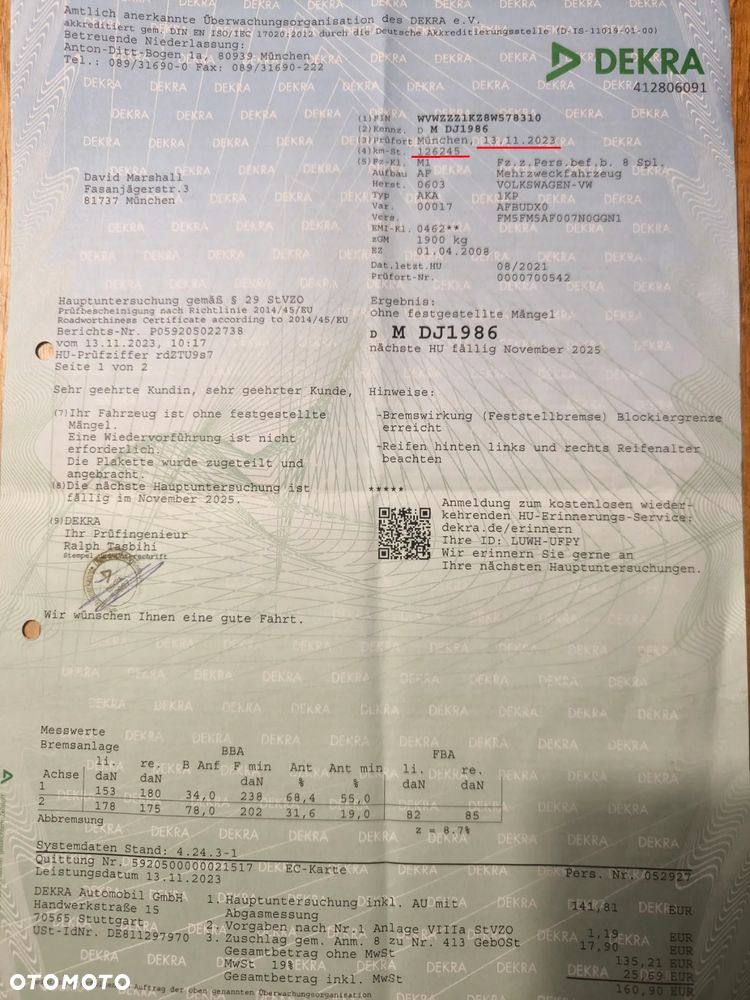 Amtlich anerkannte Überwachungsorganisation des DEKRA e.V.
akkreditiert gem. DIN EN ISO/IEC 17020:2012 durch die Deutsche Akkreditierungsstelle (D-IS-11019-01-00)
Betreuende Niederlassung:
Anton-Ditt-Bogen 1a, 80939 München
Tel.: 089/31690-0 Fax: 089/31690-222
DEKRA
412806091
(1)FIN WVWZZZ1KZ8W578310
(2)Kennz. D M DJ1986
(3)Prüfort München, 13.11.2023
(4)km-St. 126245
(5)Fz-Kl. M1 Fz.z.Pers.bef.b. 8 Spl.
Aufbau AF Mehrzweckfahrzeug
Herst. 0603 VOLKSWAGEN-VW
Typ AKA 1KP
Var. 00017 AFBUDX0
Vers. FM5FM5AF007N0GGN1
EMI-Kl. 0462**
zGM 1900 kg
EZ 01.04.2008
Dat.letzt.HU 08/2021
Prüfort-Nr. 0000700542
David Marshall
Fasanjägerstr.3
81737 München
Hauptuntersuchung gemäß § 29 StVZO
Prüfbescheinigung nach Richtlinie 2014/45/EU
Roadworthiness Certificate according to 2014/45/EU
Berichts-Nr. P059205022738
vom 13.11.2023, 10:17
HU-Prüfziffer rdZTU9s7
Seite 1 von 2
Ergebnis:
ohne festgestellte Mängel
D M DJ1986
nächste HU fällig November 2025
Sehr geehrte Kundin, sehr geehrter Kunde,
(7)Ihr Fahrzeug ist ohne festgestellte
Mängel.
Eine Wiedervorführung ist nicht
erforderlich.
Die Plakette wurde zugeteilt und
angebracht.
(8)Die nächste Hauptuntersuchung ist
fällig im November 2025.
(9)DEKRA
Ihr Prüfingenieur
Ralph Tasbihi
Stempel und Unterschrift
Hinweise:
-Bremswirkung (Feststellbremse) Blockiergrenze
erreicht
-Reifen hinten links und rechts Reifenalter
beachten
*****
Anmeldung zum kostenlosen wieder-
kehrenden HU-Erinnerungs-Service:
dekra.de/erinnern
Ihre ID: LUWH-UFPY
Wir erinnern Sie gerne an
Ihre nächsten Hauptuntersuchungen.
Wir wünschen Ihnen eine gute Fahrt.
Messwerte
Bremsanlage BBA FBA
li. re. B Anf F min Ant Ant min li. re.
Achse daN daN daN % % daN daN
1 153 180 34,0 238 68,4 55,0
2 178 175 78,0 202 31,6 19,0 82 85
Abbremsung z = 8.7%
Systemdaten Stand: 4.24.3-1
Quittung Nr. 5920500000021517 EC-Karte Pers. Nr. 052927
Leistungsdatum 13.11.2023
DEKRA Automobil GmbH
Handwerkstraße 15
70565 Stuttgart
USt-IdNr. DE811297970
1. Hauptuntersuchung inkl. AU mit 141,81 EUR
Abgasmessung
2. Vorgaben nach Nr.1 Anlage VIIIa StVZO 1,19 EUR
3. Zuschlag gem. Anm. 8 zu Nr. 413 GebOSt 17,90 EUR
Gesamtbetrag ohne MwSt 135,21 EUR
MwSt 19% 25,69 EUR
Gesamtbetrag inkl. MwSt 160,90 EUR
Auftrag der oben genannten Überwachungsorganisation
OTOMOTO